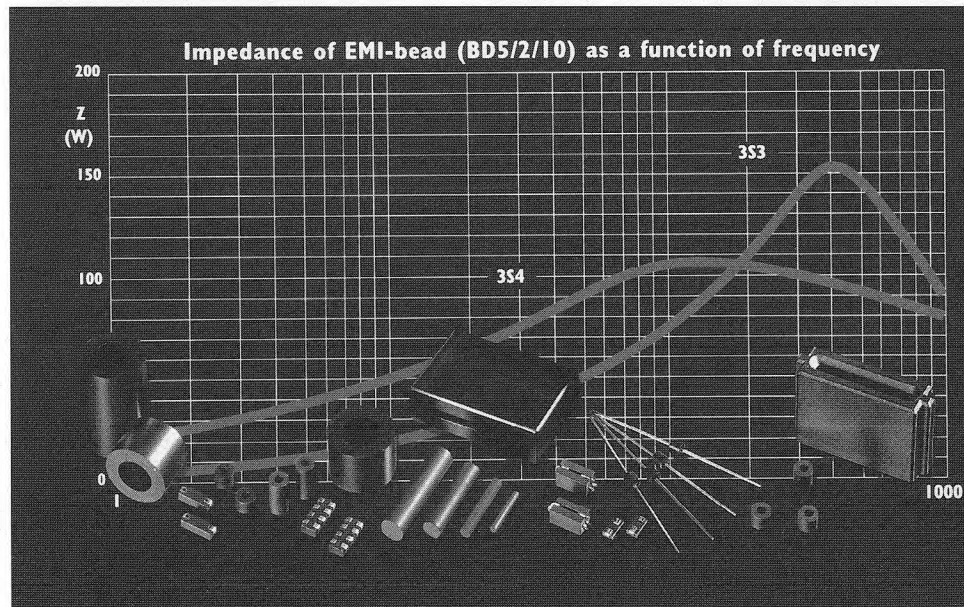 Impedance of EMI-bead (BD5/2/10) as a function of frequency
200
Z
(W)
3S3
150
3S4
100
0
1
1000